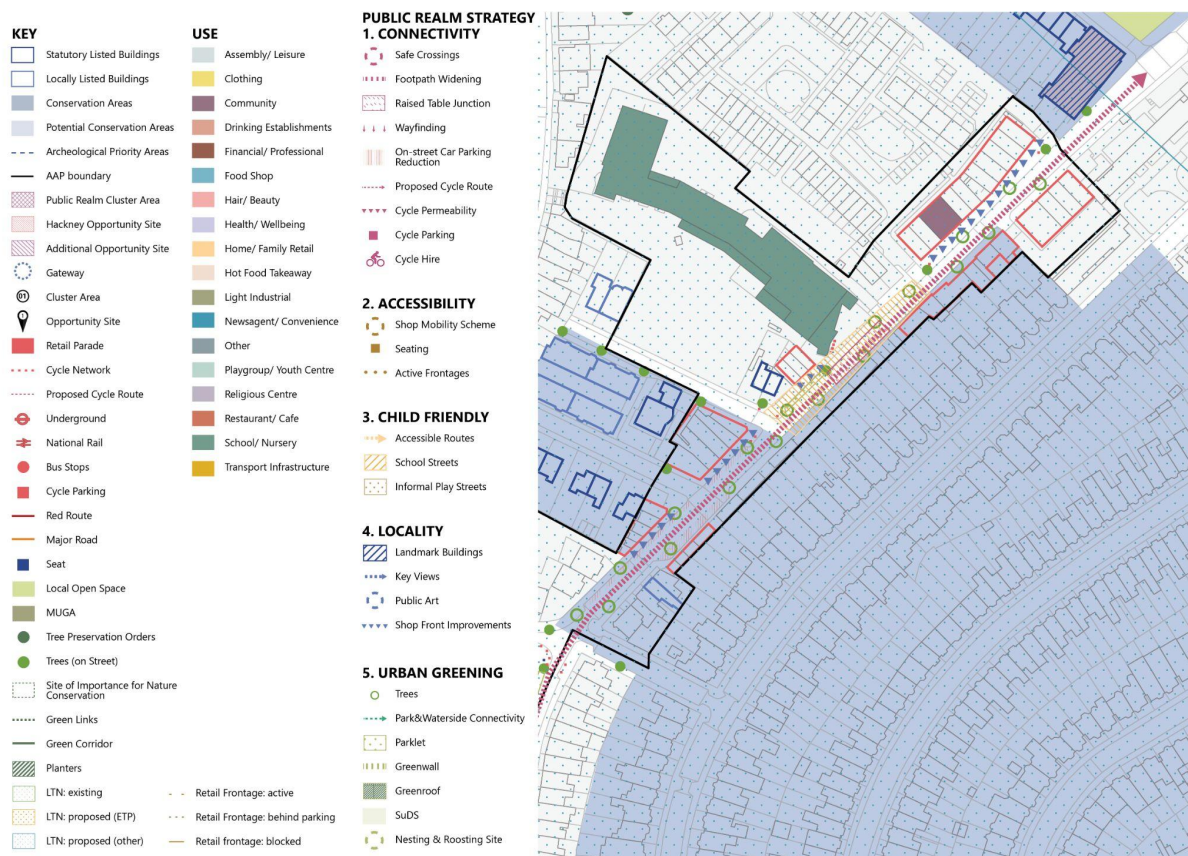 KEY
Statutory Listed Buildings
Locally Listed Buildings
Conservation Areas
Potential Conservation Areas
Archeological Priority Areas
AAP boundary
Public Realm Cluster Area
Hackney Opportunity Site
Additional Opportunity Site
Gateway
01
Cluster Area
1
Opportunity Site
Retail Parade
Cycle Network
Proposed Cycle Route
Underground
National Rail
Bus Stops
Cycle Parking
Red Route
Major Road
Seat
Local Open Space
MUGA
Tree Preservation Orders
Trees (on Street)
Site of Importance for Nature
Conservation
Green Links
Green Corridor
Planters
LTN: existing
LTN: proposed (ETP)
LTN: proposed (other)
Retail Frontage: active
Retail Frontage: behind parking
Retail frontage: blocked
USE
Assembly/ Leisure
Clothing
Community
Drinking Establishments
Financial/ Professional
Food Shop
Hair/ Beauty
Health/ Wellbeing
Home/ Family Retail
Hot Food Takeaway
Light Industrial
Newsagent/ Convenience
Other
Playgroup/ Youth Centre
Religious Centre
Restaurant/ Cafe
School/ Nursery
Transport Infrastructure
PUBLIC REALM STRATEGY
1. CONNECTIVITY
Safe Crossings
Footpath Widening
Raised Table Junction
Wayfinding
On-street Car Parking
Reduction
Proposed Cycle Route
Cycle Permeability
Cycle Parking
Cycle Hire
2. ACCESSIBILITY
Shop Mobility Scheme
Seating
Active Frontages
3. CHILD FRIENDLY
Accessible Routes
School Streets
Informal Play Streets
4. LOCALITY
Landmark Buildings
Key Views
Public Art
Shop Front Improvements
5. URBAN GREENING
Trees
Park&Waterside Connectivity
Parklet
Greenwall
Greenroof
SuDS
Nesting & Roosting Site